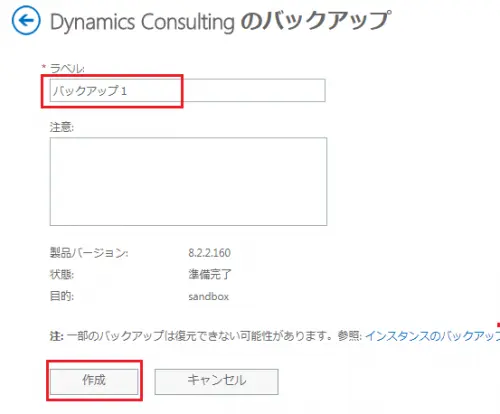 Dynamics Consulting のバックアップ
* ラベル:
バックアップ 1
注意:
製品バージョン: 8.2.2.160
状態: 準備完了
目的: sandbox
注: 一部のバックアップは復元できない可能性があります。参照: インスタンスのバックアップ
作成 キャンセル